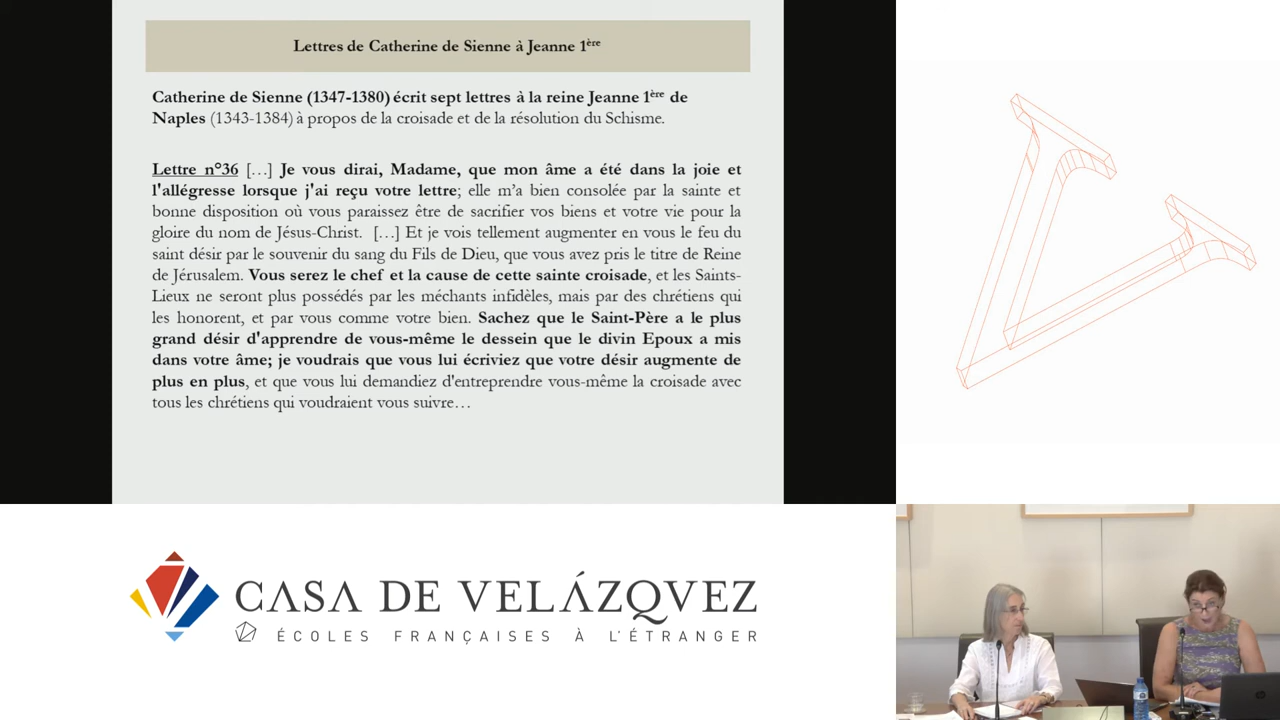 Lettres de Catherine de Sienne à Jeanne 1ère
Catherine de Sienne (1347-1380) écrit sept lettres à la reine Jeanne 1ère de
Naples (1343-1384) à propos de la croisade et de la résolution du Schisme.
Lettre n°36 […] Je vous dirai, Madame, que mon âme a été dans la joie et
l'allégresse lorsque j'ai reçu votre lettre; elle m’a bien consolée par la sainte et
bonne disposition où vous paraissez être de sacrifier vos biens et votre vie pour la
gloire du nom de Jésus-Christ. […] Et je vois tellement augmenter en vous le feu du
saint désir par le souvenir du sang du Fils de Dieu, que vous avez pris le titre de Reine
de Jérusalem. Vous serez le chef et la cause de cette sainte croisade, et les Saints-
Lieux ne seront plus possédés par les méchants infidèles, mais par des chrétiens qui
les honorent, et par vous comme votre bien. Sachez que le Saint-Père a le plus
grand désir d'apprendre de vous-même le dessein que le divin Epoux a mis
dans votre âme; je voudrais que vous lui écriviez que votre désir augmente de
plus en plus, et que vous lui demandiez d'entreprendre vous-même la croisade avec
tous les chrétiens qui voudraient vous suivre…
CASA DE VELÁZQVEZ
ÉCOLES FRANÇAISES À L'ÉTRANGER